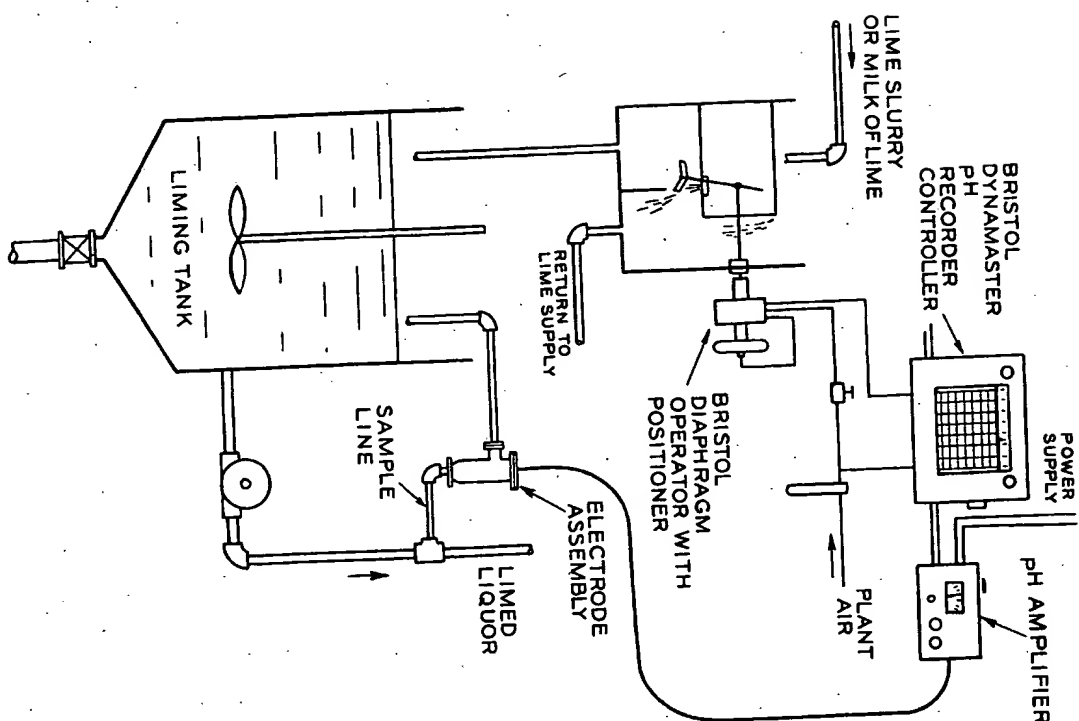 LIME SLURRY
OR MILK OF LIME
BRISTOL
DYNAMASTER
PH
RECORDER
CONTROLLER
POWER
SUPPLY
pH AMPLIFIER
PLANT
AIR
BRISTOL
DIAPHRAGM
OPERATOR WITH
POSITIONER
RETURN TO
LIME SUPPLY
LIMING TANK
SAMPLE
LINE
ELECTRODE
ASSEMBLY
LIMED
LIQUOR